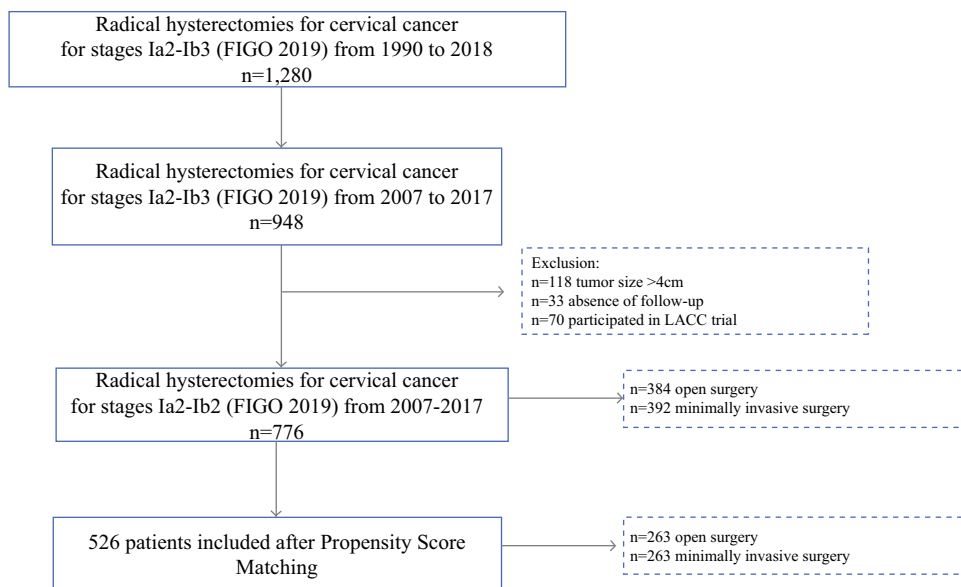 Radical hysterectomies for cervical cancer
for stages Ia2-Ib3 (FIGO 2019) from 1990 to 2018
n=1,280
Radical hysterectomies for cervical cancer
for stages Ia2-Ib3 (FIGO 2019) from 2007 to 2017
n=948
Exclusion:
n=118 tumor size >4cm
n=33 absence of follow-up
n=70 participated in LACC trial
Radical hysterectomies for cervical cancer
for stages Ia2-Ib2 (FIGO 2019) from 2007-2017
n=776
n=384 open surgery
n=392 minimally invasive surgery
526 patients included after Propensity Score
Matching
n=263 open surgery
n=263 minimally invasive surgery